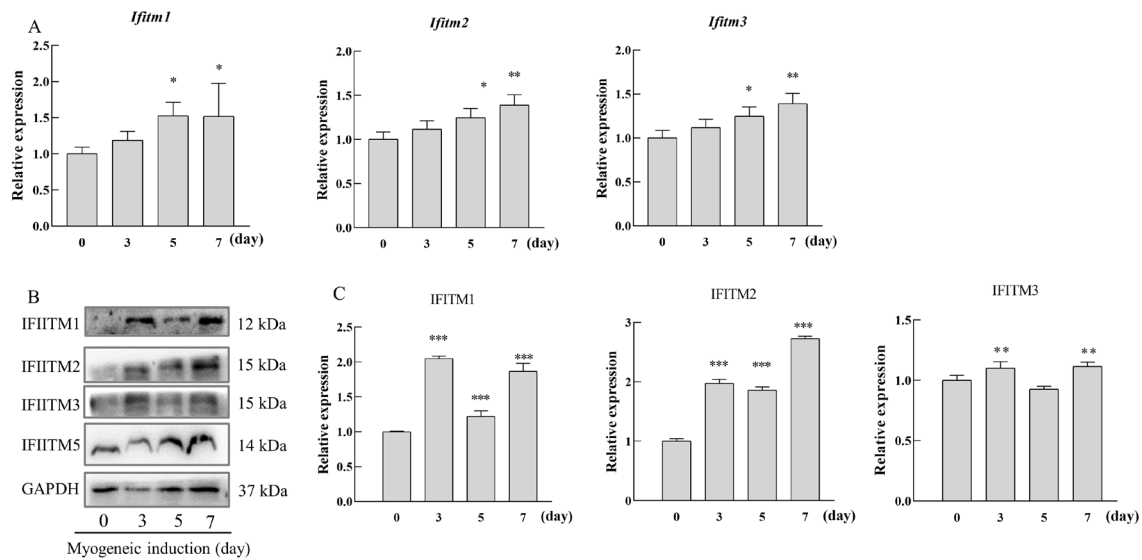 A
Ifitm1
Relative expression
2.5
2.0
1.5
1.0
0.5
0.0
* *
0 3 5 7 (day)
Ifitm2
Relative expression
2.0
1.5
1.0
0.5
0.0
* **
0 3 5 7 (day)
Ifitm3
Relative expression
2.0
1.5
1.0
0.5
0.0
* **
0 3 5 7 (day)
B
IFIITM1 12 kDa
IFIITM2 15 kDa
IFIITM3 15 kDa
IFIITM5 14 kDa
GAPDH 37 kDa
0 3 5 7
Myogeneic induction (day)
C
IFITM1
Relative expression
2.5
2.0
1.5
1.0
0.5
0.0
*** *** ***
0 3 5 7 (day)
IFITM2
Relative expression
3
2
1
0
*** *** ***
0 3 5 7 (day)
IFITM3
Relative expression
1.5
1.0
0.5
0.0
** **
0 3 5 7 (day)